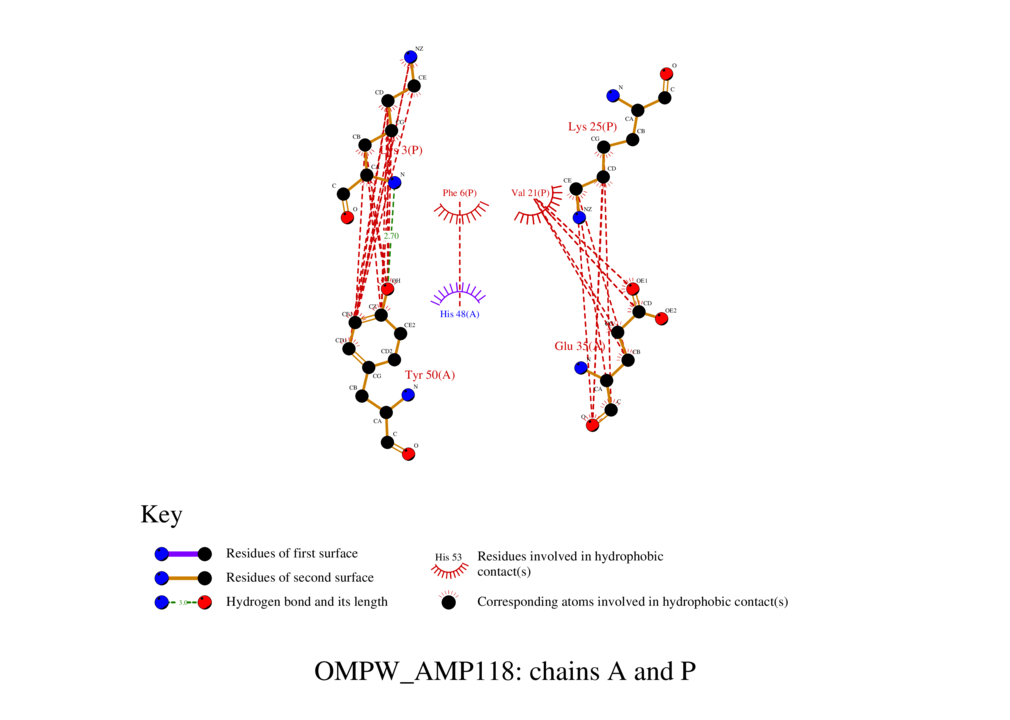 NZ
CE
CD
CG
CB
3(P)
CA
N
C
O
2.70
OH
CZ
CE1
CE2
CD1
CD2
CG
Tyr 50(A)
CB
N
CA
C
O
Phe 6(P)
His 48(A)
Val 21(P)
O
C
N
CA
CB
Lys 25(P)
CG
CD
CE
NZ
OE1
CD
OE2
Glu 35(A)
CB
CA
C
O
Key
Residues of first surface
Residues of second surface
3.0
Hydrogen bond and its length
His 53
Residues involved in hydrophobic
contact(s)
Corresponding atoms involved in hydrophobic contact(s)
OMPW_AMP118: chains A and P